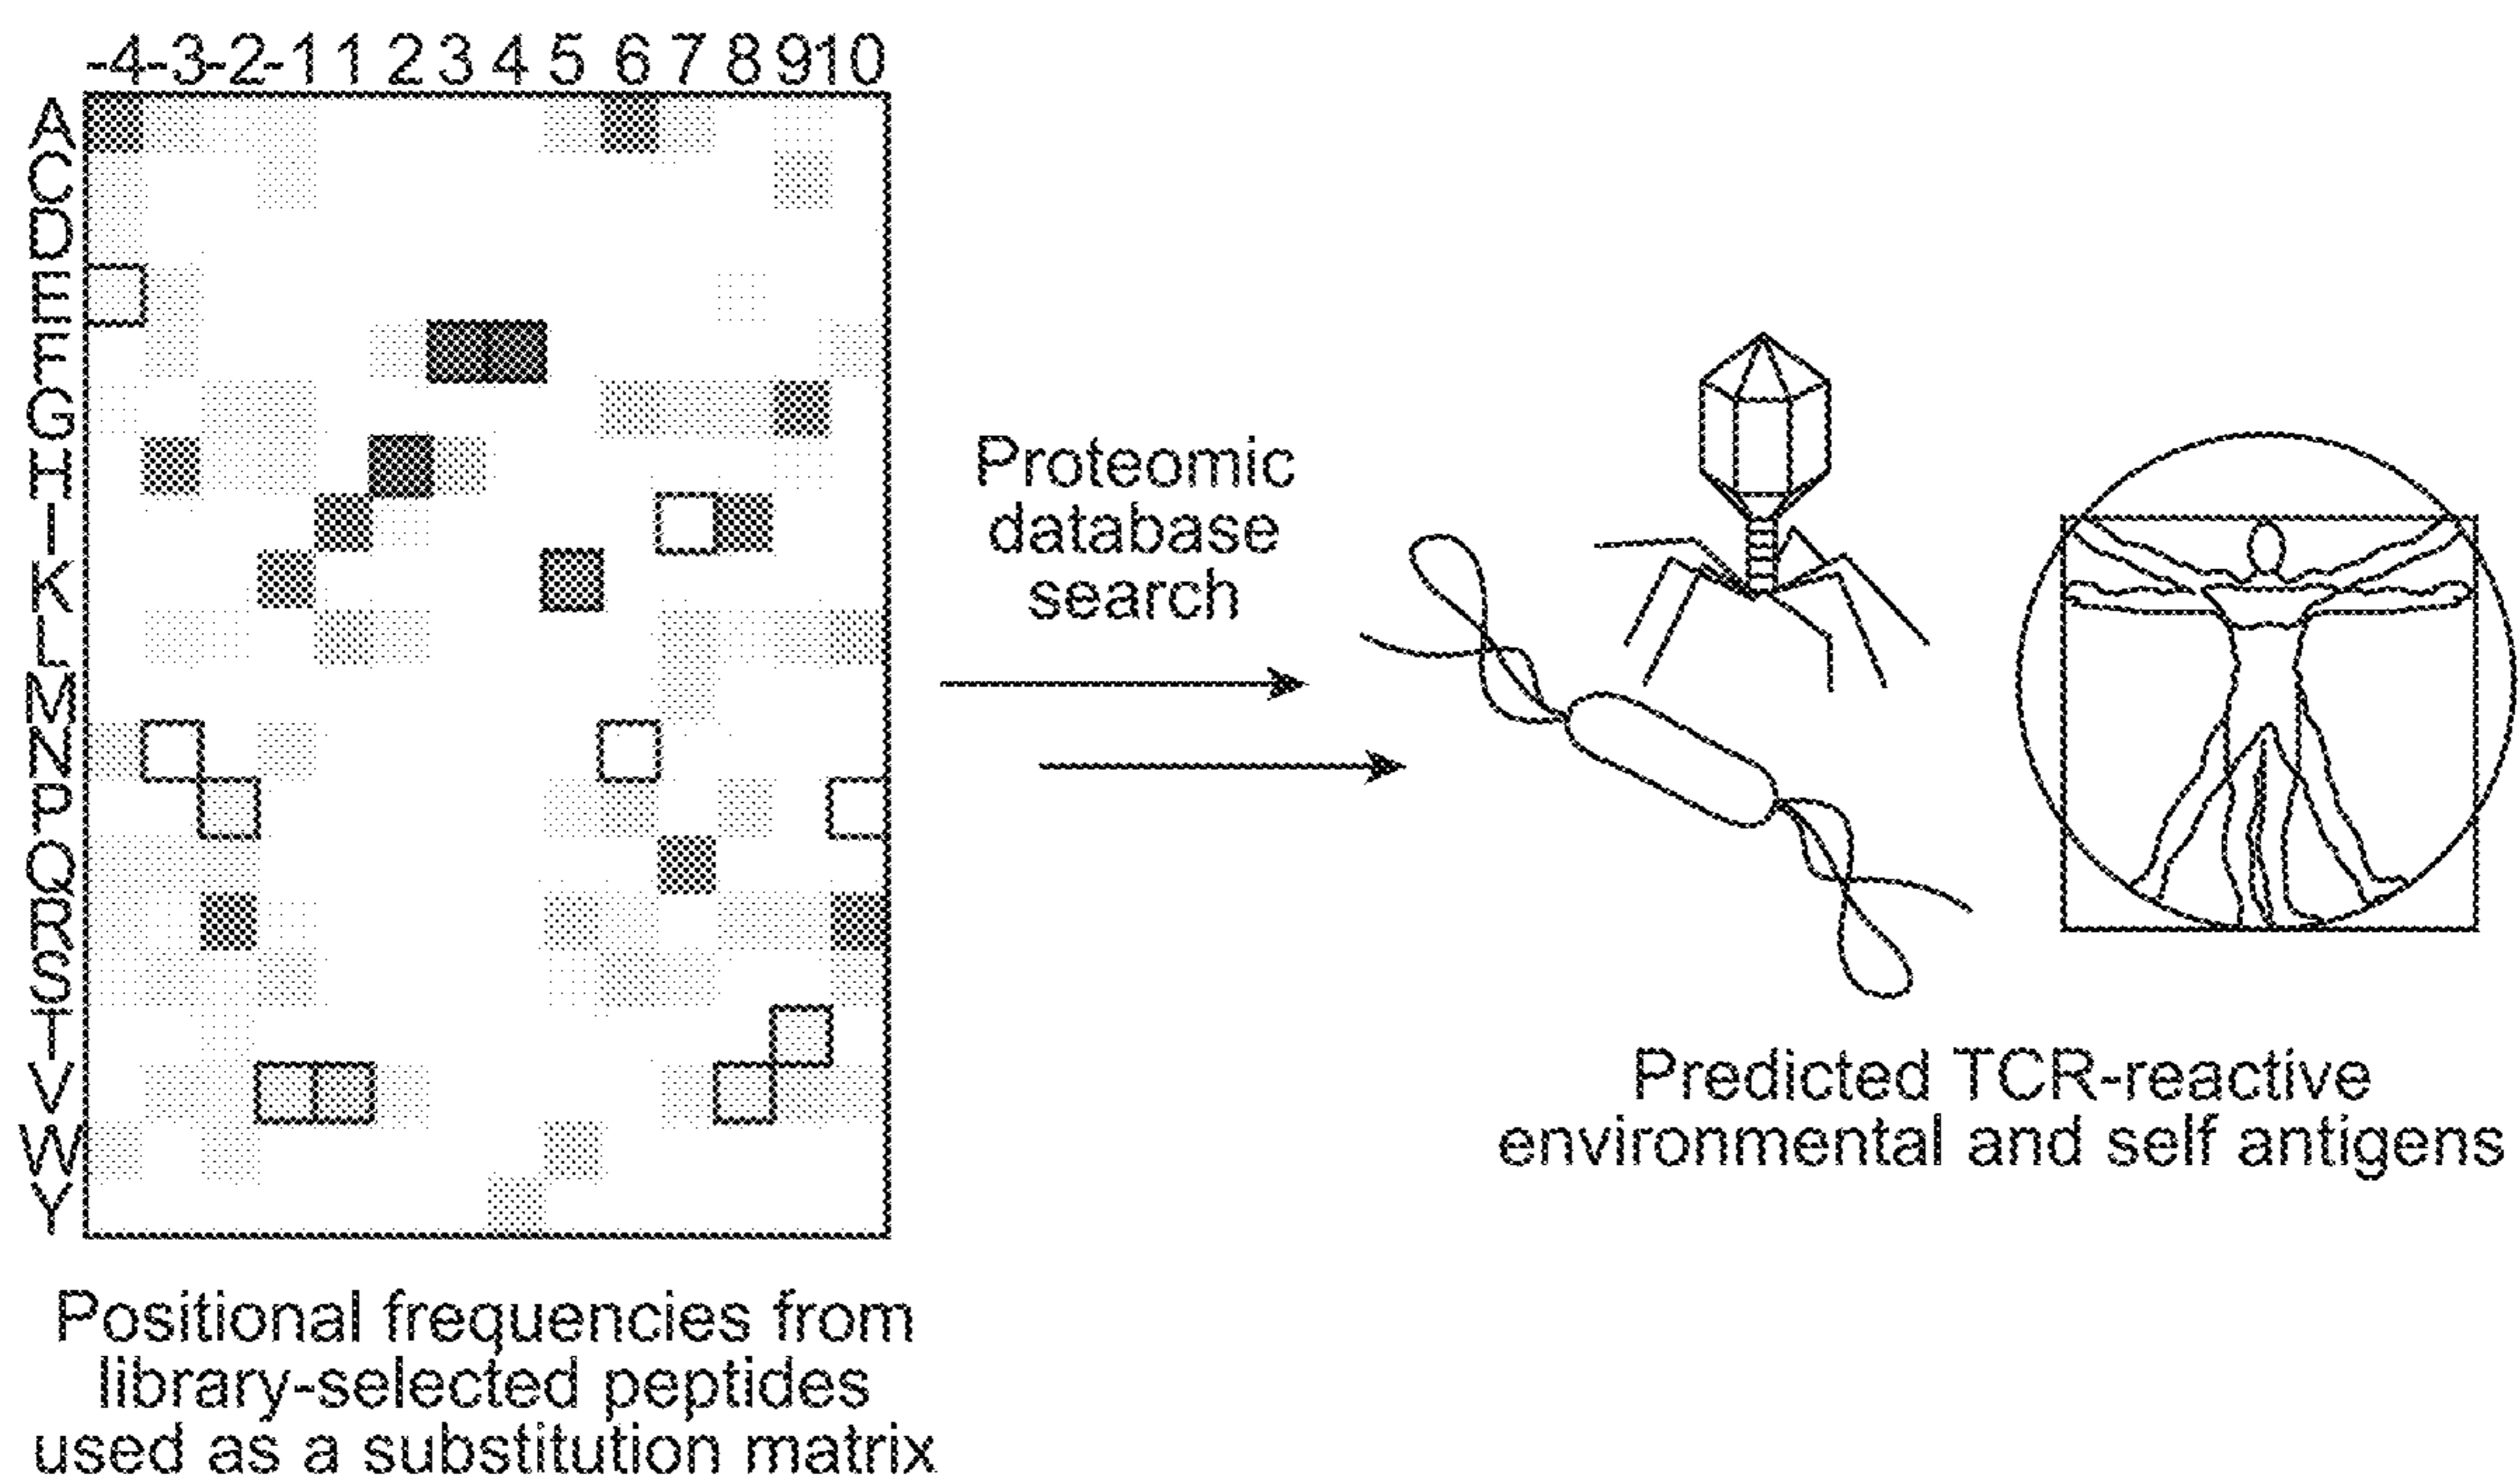 -4-3-2-1 1 2 3 4 5 6 7 8 9 10
A
C
D
E
F
G
H
I
K
L
M
N
P
Q
R
S
T
V
W
Y
Proteomic
database
search
Predicted TCR-reactive
environmental and self antigens
Positional frequencies from
library-selected peptides
used as a substitution matrix